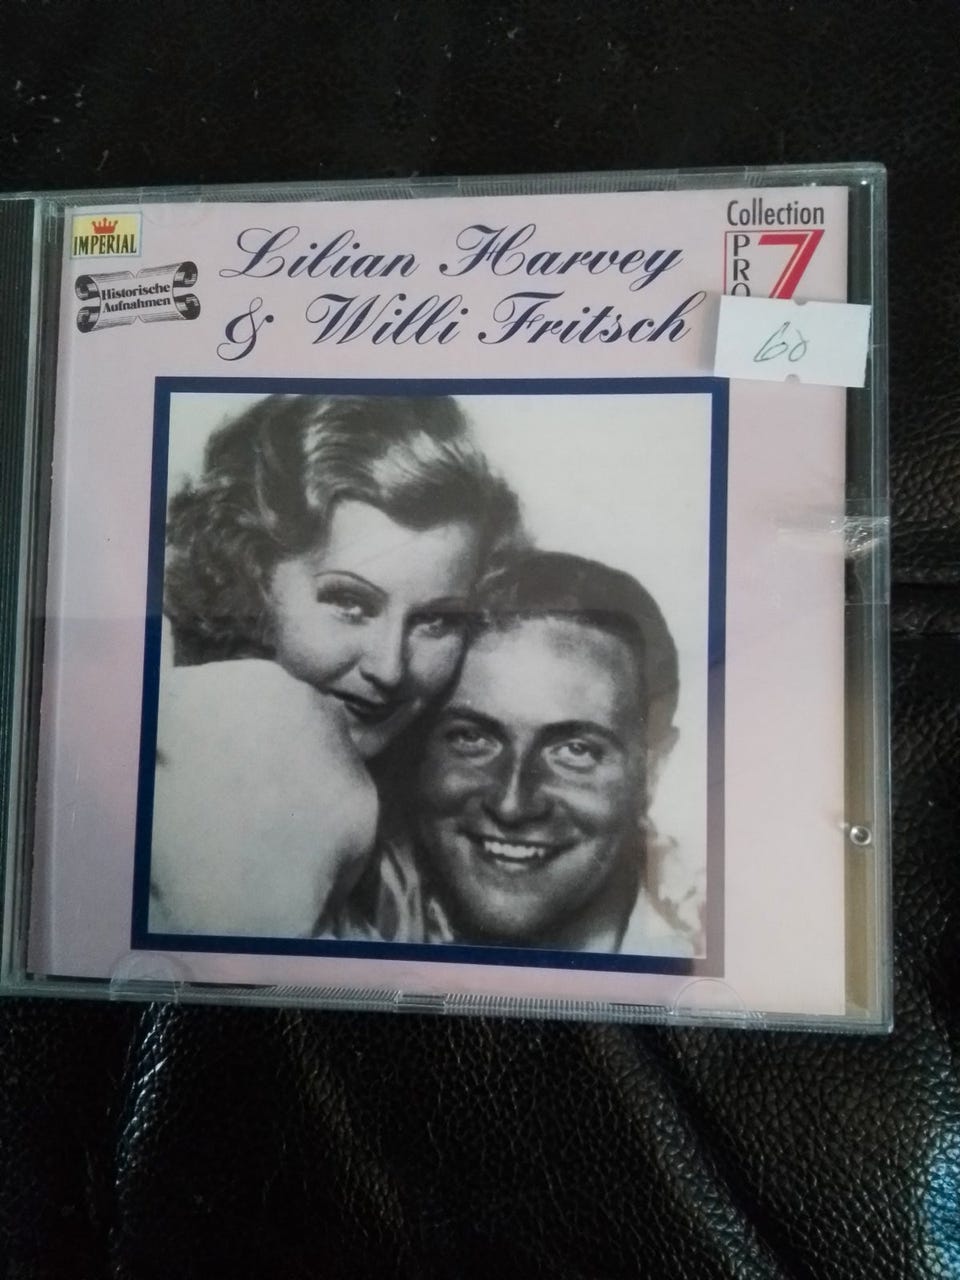 IMPERIAL
Historische
Aufnahmen
Lilian Harvey
& Willi Fritsch
Collection
PRO
7
60